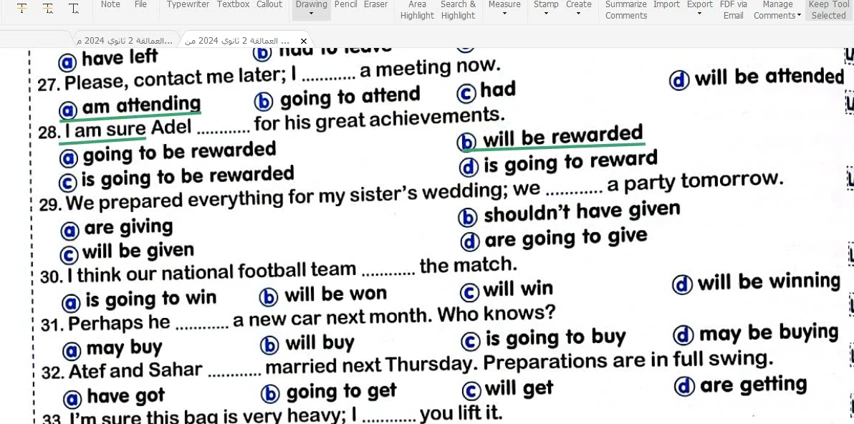 Note Typewriter Textbox Callout Drawing Pencil Eraser Area Highlight Search & Highlight Measure Stamp Create Summarize Comments Import Export FDF via Email Manage Comments Keep Tool Selected
العمالقة 2 ثانوي 2024 م... العمالقة 2 ثانوي 2024 من...
ⓐ have left ⓑ had to leave
27. Please, contact me later; I ............ a meeting now.
ⓐ am attending ⓑ going to attend ⓒ had ⓓ will be attended
28. I am sure Adel ............ for his great achievements.
ⓐ going to be rewarded ⓑ will be rewarded
ⓒ is going to be rewarded ⓓ is going to reward
29. We prepared everything for my sister's wedding; we ............ a party tomorrow.
ⓐ are giving ⓑ shouldn't have given
ⓒ will be given ⓓ are going to give
30. I think our national football team ............ the match.
ⓐ is going to win ⓑ will be won ⓒ will win ⓓ will be winning
31. Perhaps he ............ a new car next month. Who knows?
ⓐ may buy ⓑ will buy ⓒ is going to buy ⓓ may be buying
32. Atef and Sahar ............ married next Thursday. Preparations are in full swing.
ⓐ have got ⓑ going to get ⓒ will get ⓓ are getting
33. I'm sure this bag is very heavy; I ............ you lift it.